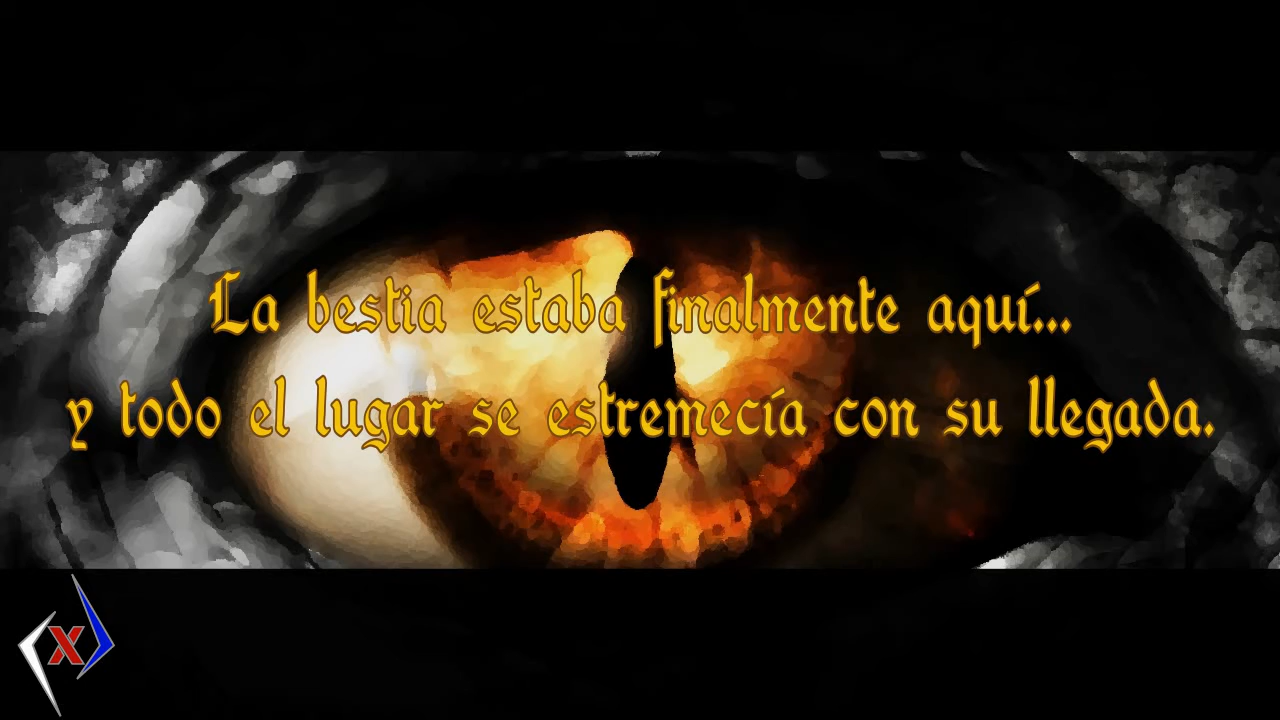 La bestia estaba finalmente aquí...
y todo el lugar se estremecía con su llegada.
X